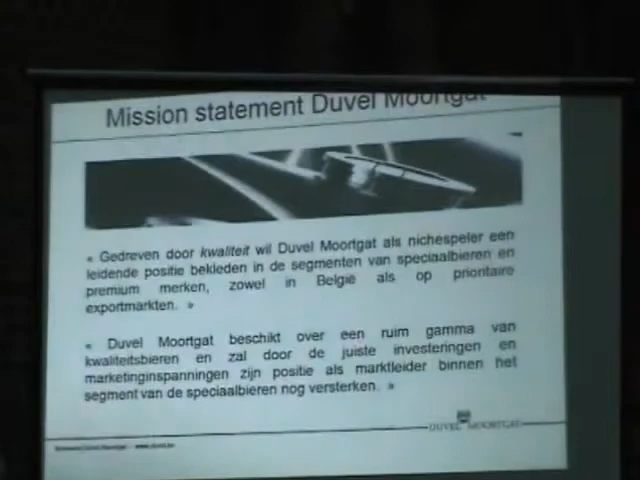 Mission statement Duvel Moortgat
« Gedreven door kwaliteit wil Duvel Moortgat als nichespeler een
leidende positie bekleden in de segmenten van speciaalbieren en
premium merken, zowel in België als op prioritaire
exportmarkten. »
« Duvel Moortgat beschikt over een ruim gamma van
kwaliteitsbieren en zal door de juiste investeringen en
marketinginspanningen zijn positie als marktleider binnen het
segment van de speciaalbieren nog versterken. »
DUVEL MOORTGAT